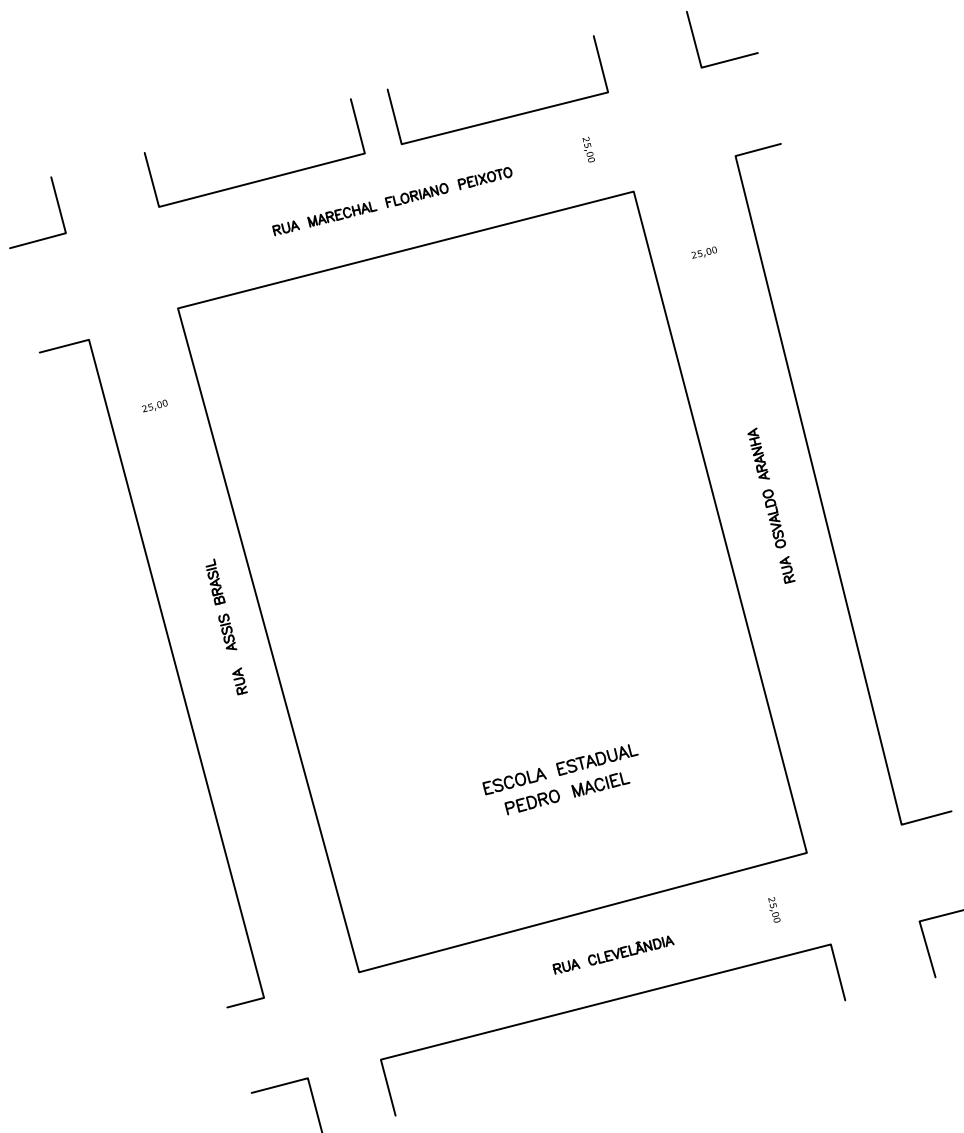 25,00
RUA MARECHAL FLORIANO PEIXOTO
25,00
25,00
RUA OSVALDO ARANHA
RUA ASSIS BRASIL
ESCOLA ESTADUAL
PEDRO MACIEL
25,00
RUA CLEVELÂNDIA